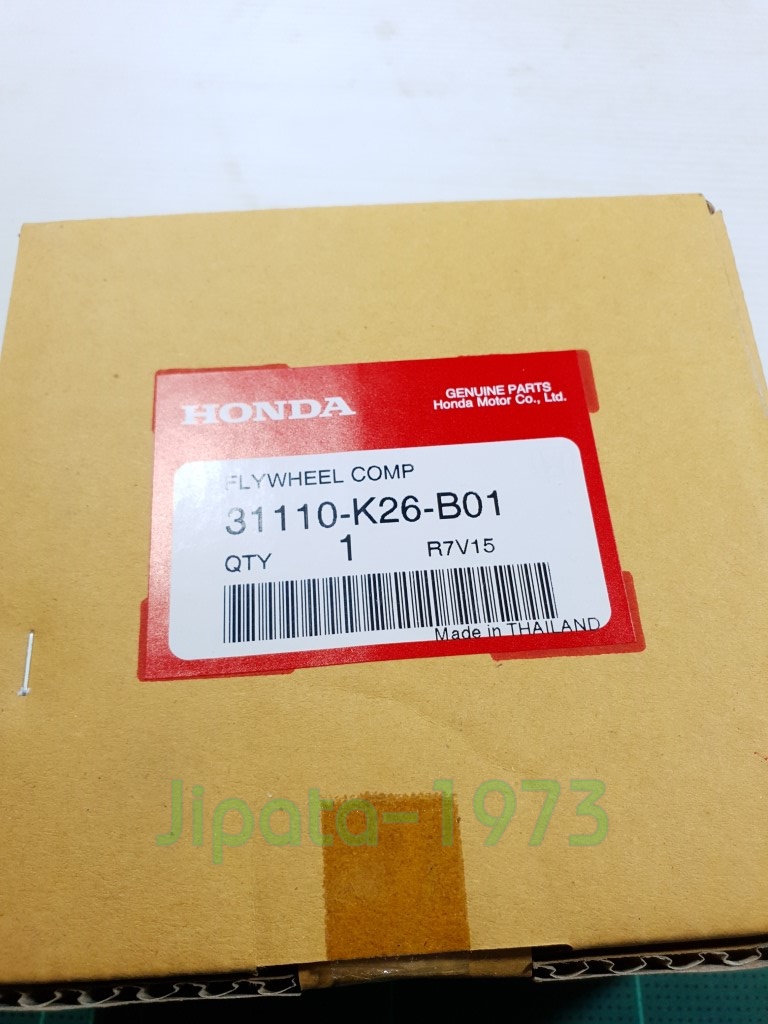 HONDA
GENUINE PARTS
Honda Motor Co., Ltd.
FLYWHEEL COMP
31110-K26-B01
QTY 1 R7V15
Made in THAILAND
Jipata-1973